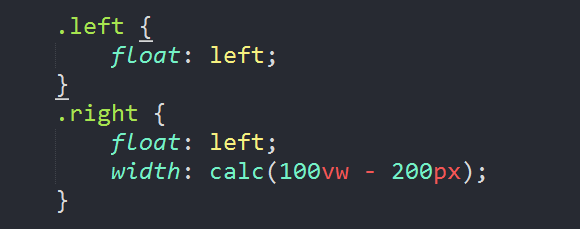 .left {
    float: left;
}
.right {
    float: left;
    width: calc(100vw - 200px);
}